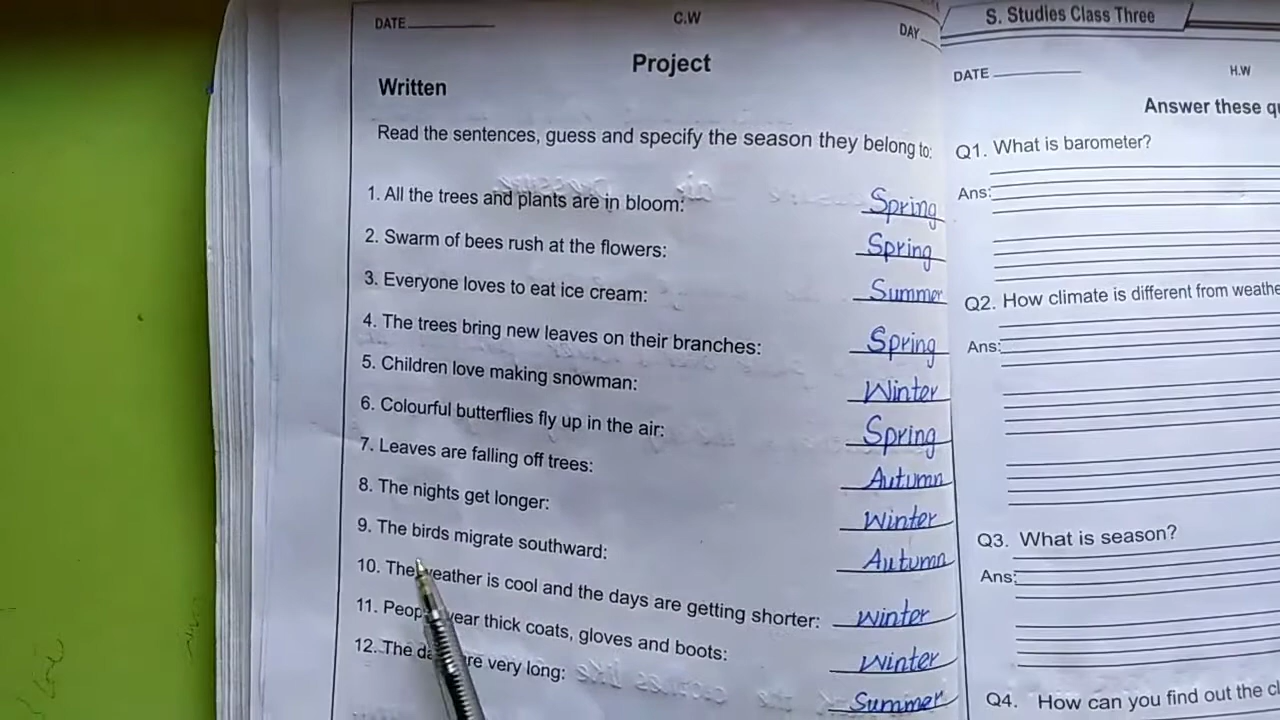 DATE C.W DAY
Project
Written
Read the sentences, guess and specify the season they belong to:
1. All the trees and plants are in bloom: Spring
2. Swarm of bees rush at the flowers: Spring
3. Everyone loves to eat ice cream: Summer
4. The trees bring new leaves on their branches: Spring
5. Children love making snowman: Winter
6. Colourful butterflies fly up in the air: Spring
7. Leaves are falling off trees: Autumn
8. The nights get longer: Winter
9. The birds migrate southward: Autumn
10. The weather is cool and the days are getting shorter: Winter
11. People wear thick coats, gloves and boots: Winter
12. The days are very long: Summer
S. Studies Class Three
DATE H.W
Answer these
Q1. What is barometer?
Ans:
Q2. How climate is different from
Ans:
Q3. What is season?
Ans:
Q4. How can you find out the